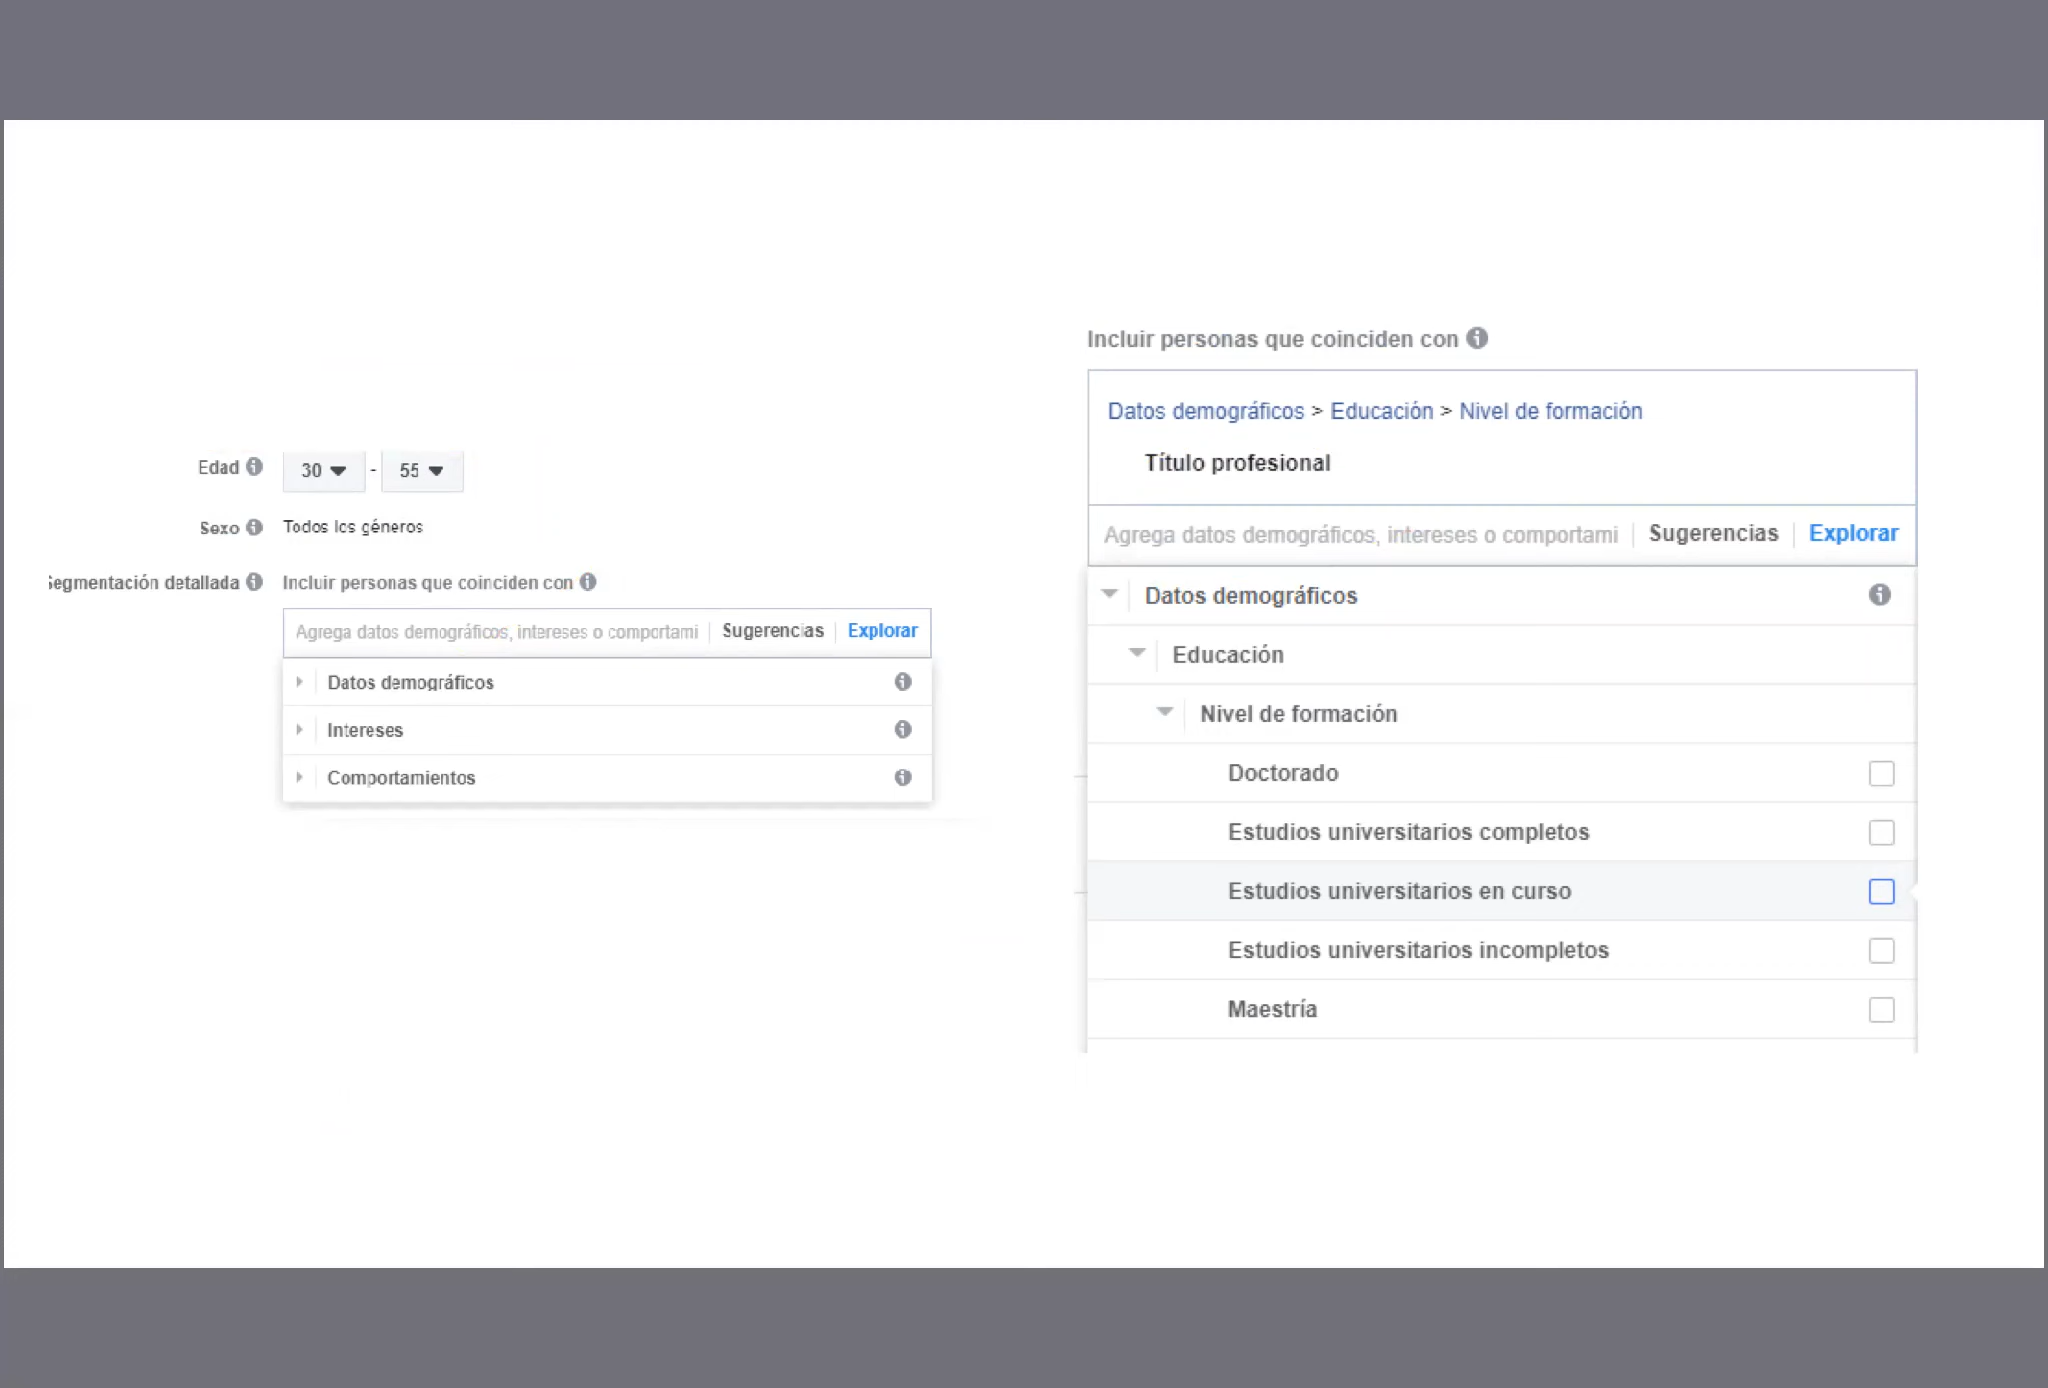 Edad 30 - 55
Sexo Todos los géneros
Segmentación detallada Incluir personas que coinciden con
Agrega datos demográficos, intereses o comportami Sugerencias Explorar
Datos demográficos
Intereses
Comportamientos
Incluir personas que coinciden con
Datos demográficos > Educación > Nivel de formación
Título profesional
Agrega datos demográficos, intereses o comportami Sugerencias Explorar
Datos demográficos
Educación
Nivel de formación
Doctorado
Estudios universitarios completos
Estudios universitarios en curso
Estudios universitarios incompletos
Maestría